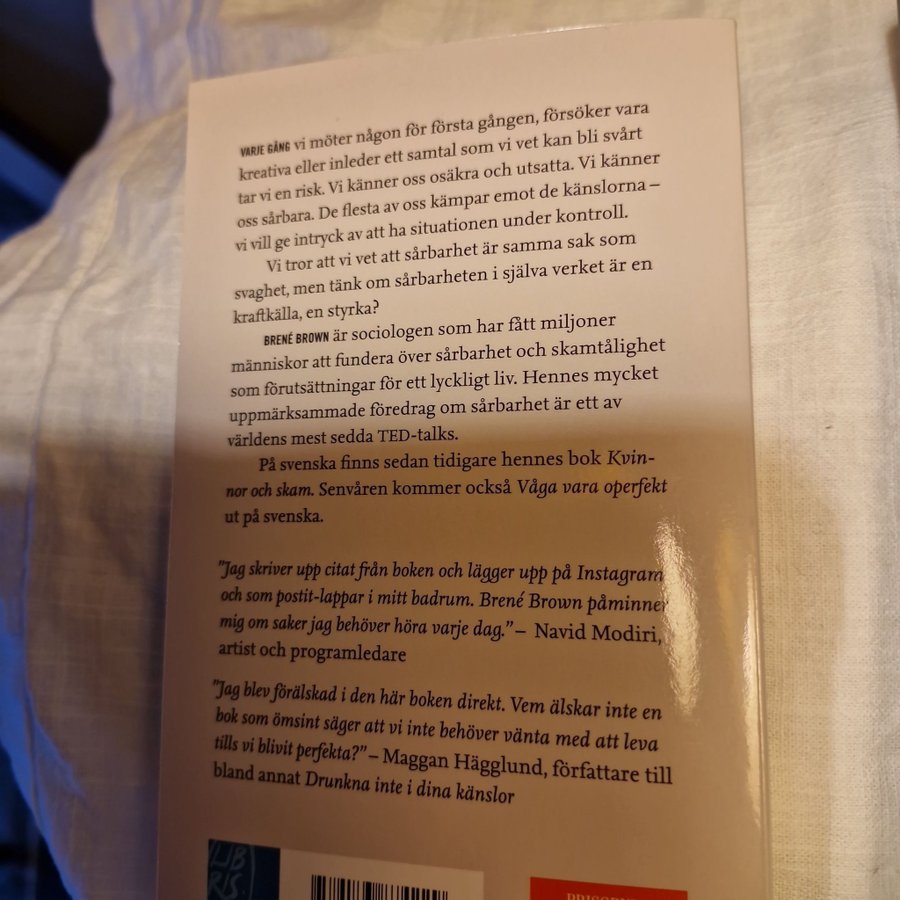 VARJE GÅNG vi möter någon för första gången, försöker vara
kreativa eller inleder ett samtal som vi vet kan bli svårt
tar vi en risk. Vi känner oss osäkra och utsatta. Vi känner
oss sårbara. De flesta av oss kämpar emot de känslorna –
vi vill ge intryck av att ha situationen under kontroll.
Vi tror att vi vet att sårbarhet är samma sak som
svaghet, men tänk om sårbarheten i själva verket är en
kraftkälla, en styrka?
BRENÉ BROWN är sociologen som har fått miljoner
människor att fundera över sårbarhet och skamtålighet
som förutsättningar för ett lyckligt liv. Hennes mycket
uppmärksammade föredrag om sårbarhet är ett av
världens mest sedda TED-talks.
På svenska finns sedan tidigare hennes bok Kvin-
nor och skam. Senvåren kommer också Våga vara operfekt
ut på svenska.
"Jag skriver upp citat från boken och lägger upp på Instagram
och som postit-lappar i mitt badrum. Brené Brown påminner
mig om saker jag behöver höra varje dag." – Navid Modiri,
artist och programledare
"Jag blev förälskad i den här boken direkt. Vem älskar inte en
bok som ömsint säger att vi inte behöver vänta med att leva
tills vi blivit perfekta?" – Maggan Hägglund, författare till
bland annat Drunkna inte i dina känslor
LIB
RIS